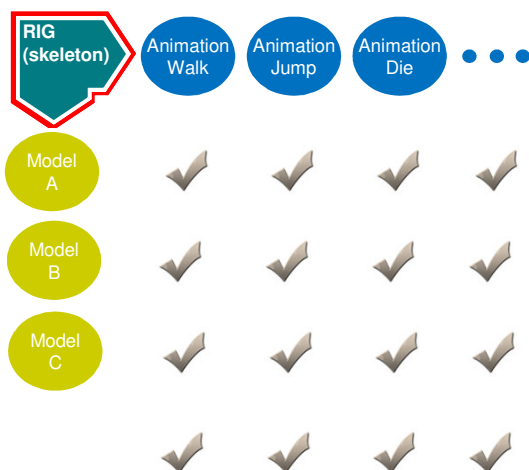 RIG
(skeleton)
Animation
Walk
Animation
Jump
Animation
Die
Model
A
Model
B
Model
C